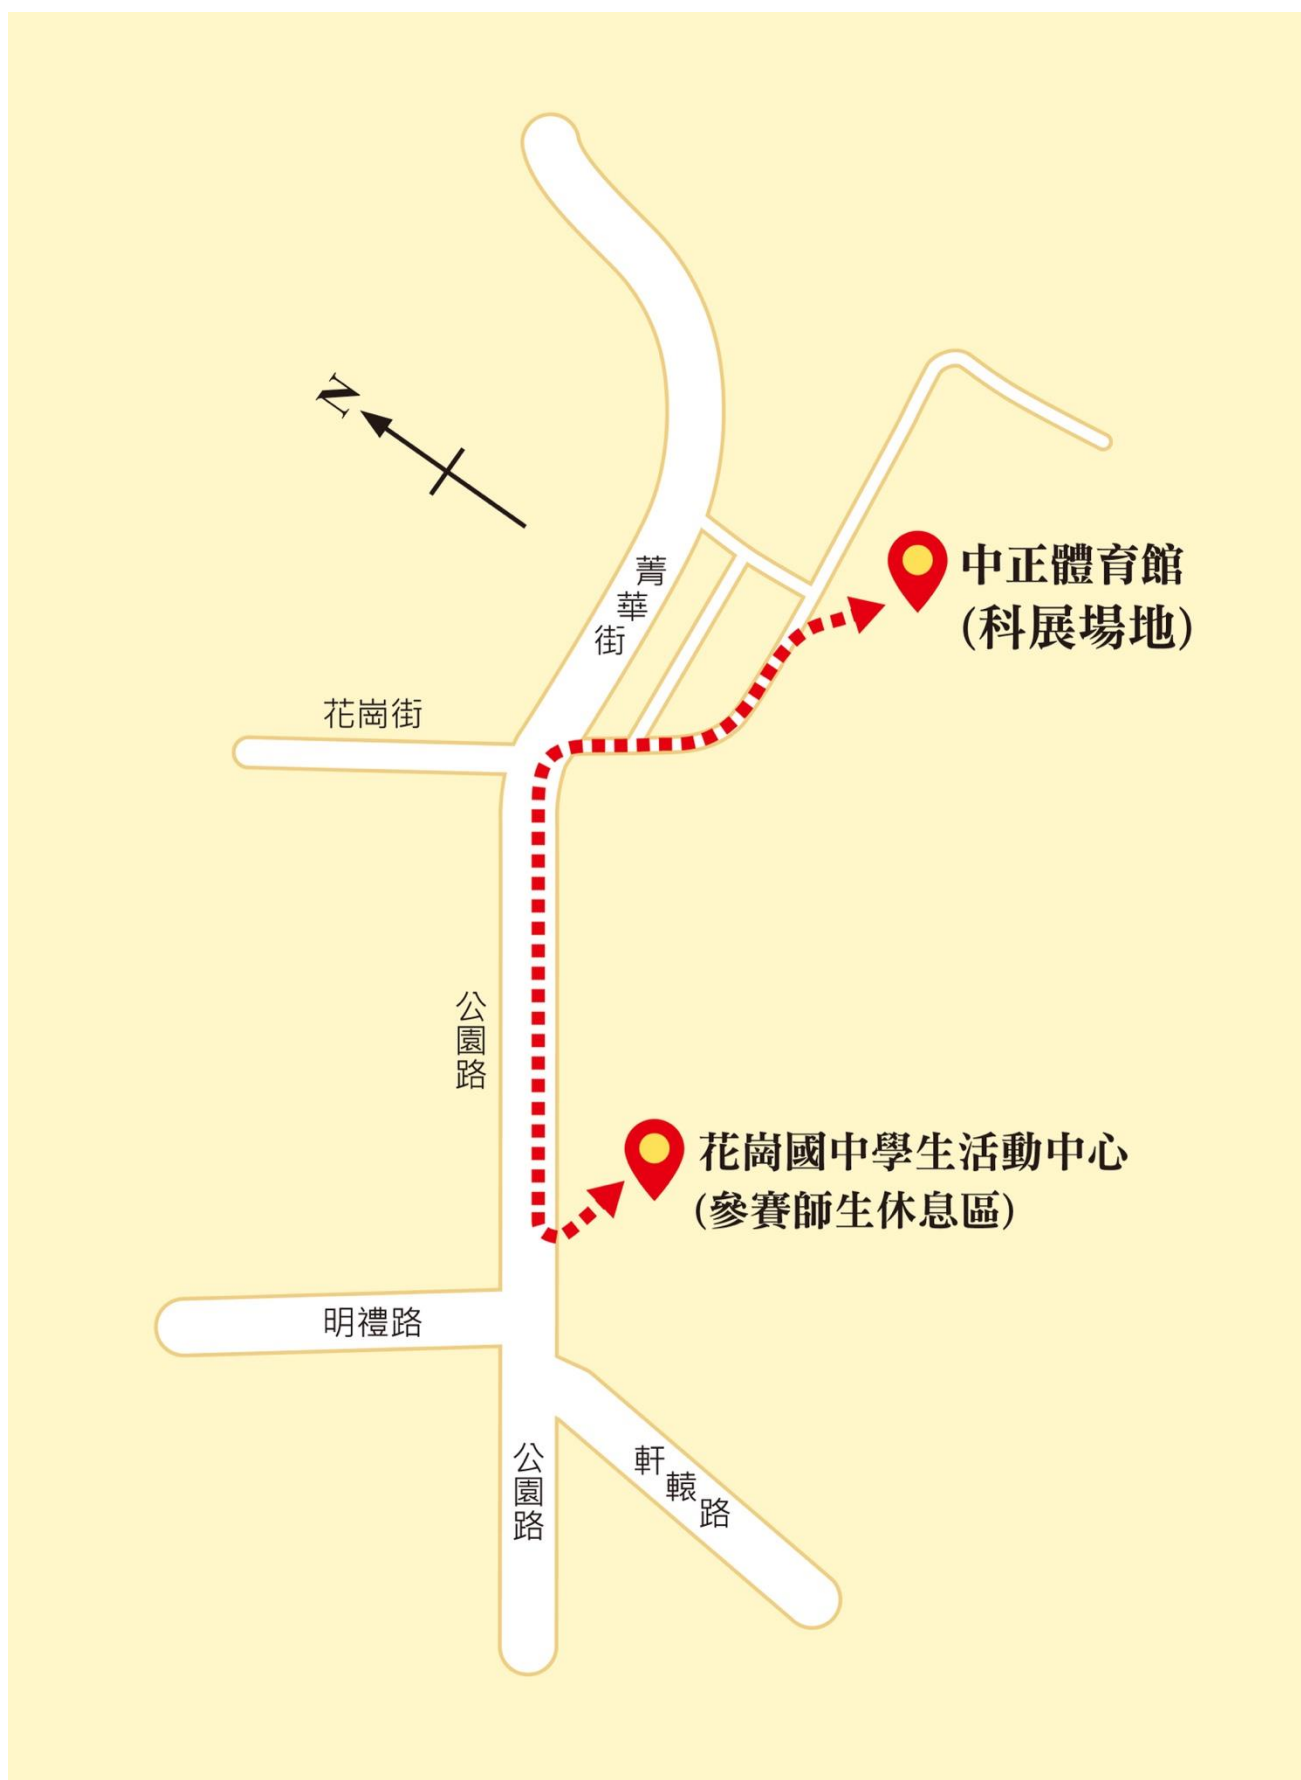 N
中正體育館
(科展場地)
菁華街
花崗街
公園路
花崗國中學生活動中心
(參賽師生休息區)
明禮路
公園路
軒轅路